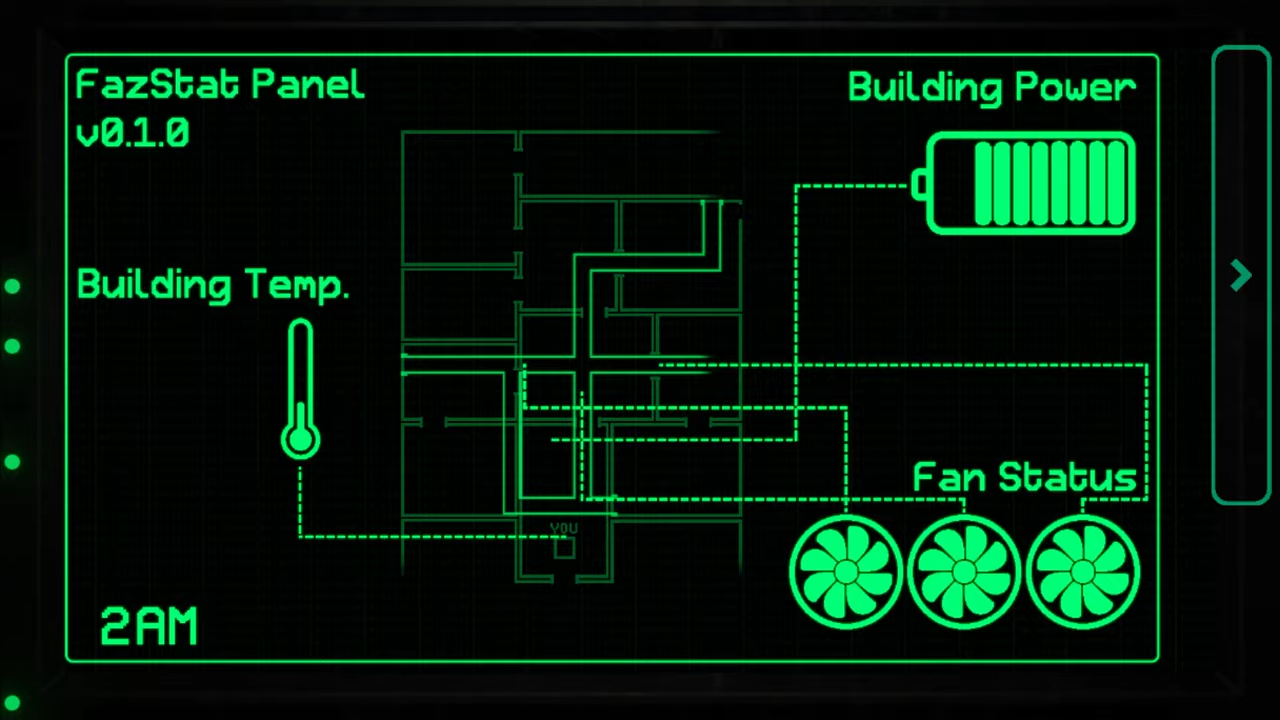 FazStat Panel
v0.1.0
Building Power
Building Temp.
Fan Status
YOU
2AM